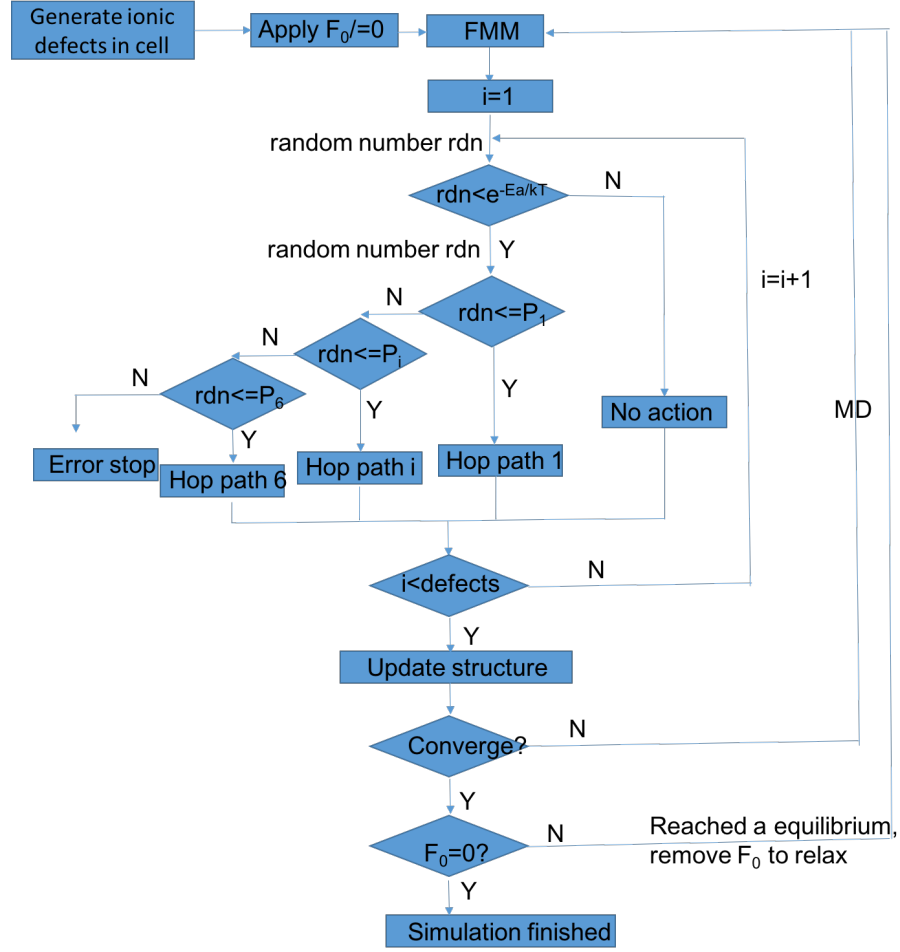 Generate ionic
defects in cell
Apply F₀/=0
FMM
i=1
random number rdn
rdn<e^-Ea/kT
N
random number rdn
Y
i=i+1
rdn<=P₁
N
rdn<=Pᵢ
N
rdn<=P₆
N
Y
Y
Y
No action
MD
Error stop
Hop path 6
Hop path i
Hop path 1
i<defects
N
Y
Update structure
Converge?
N
Y
F₀=0?
N
Reached a equilibrium,
remove F₀ to relax
Y
Simulation finished